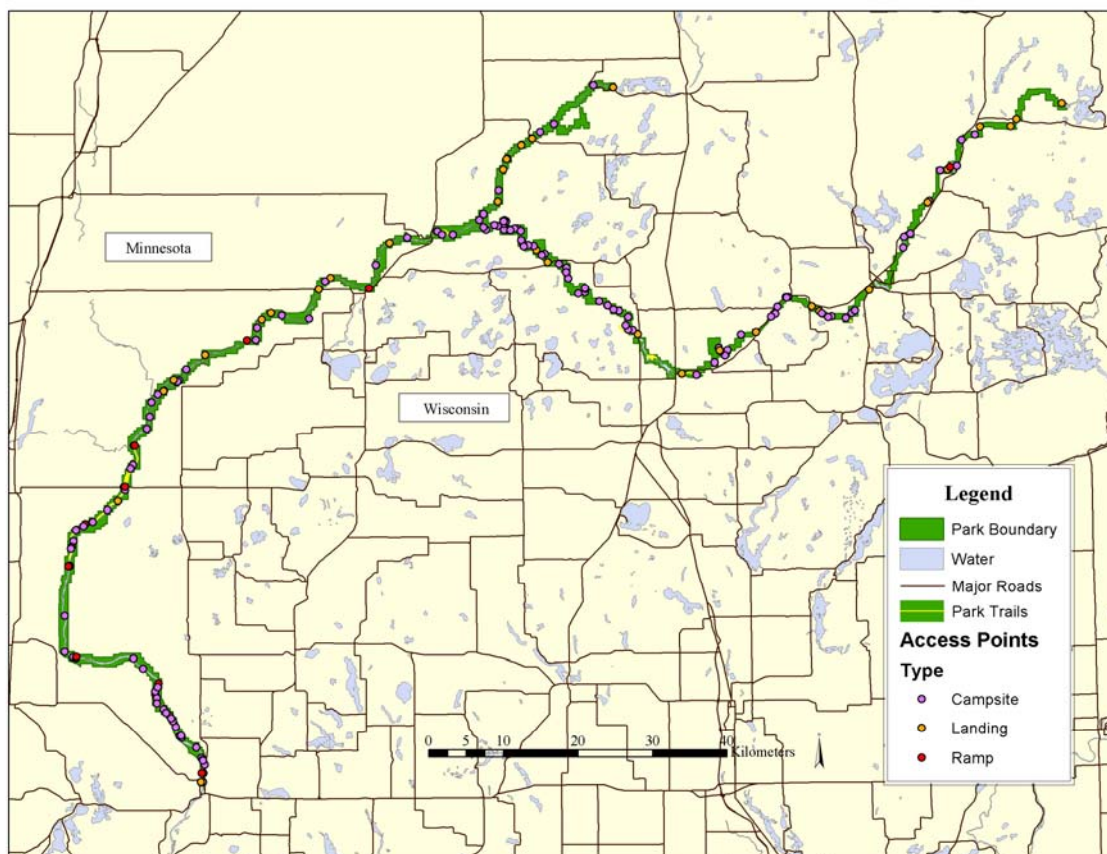 Minnesota
Wisconsin
Legend
Park Boundary
Water
Major Roads
Park Trails
Access Points
Type
Campsite
Landing
Ramp
0 5 10 20 30 40
Kilometers